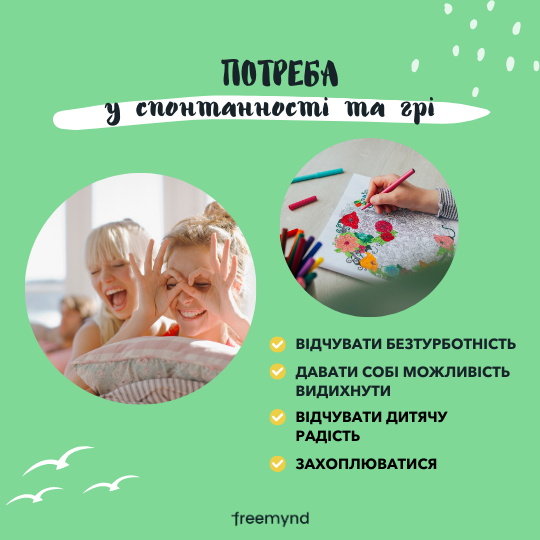 ПОТРЕБА
у спонтанності та грі
ВІДЧУВАТИ БЕЗТУРБОТНІСТЬ
ДАВАТИ СОБІ МОЖЛИВІСТЬ
ВИДИХНУТИ
ВІДЧУВАТИ ДИТЯЧУ
РАДІСТЬ
ЗАХОПЛЮВАТИСЯ
freemynd